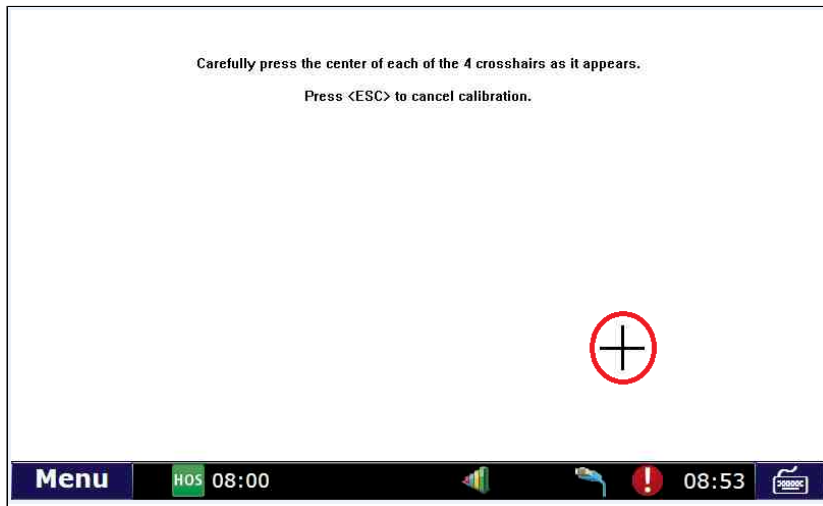 Carefully press the center of each of the 4 crosshairs as it appears.
Press <ESC> to cancel calibration.
Menu HOS 08:00 ! 08:53